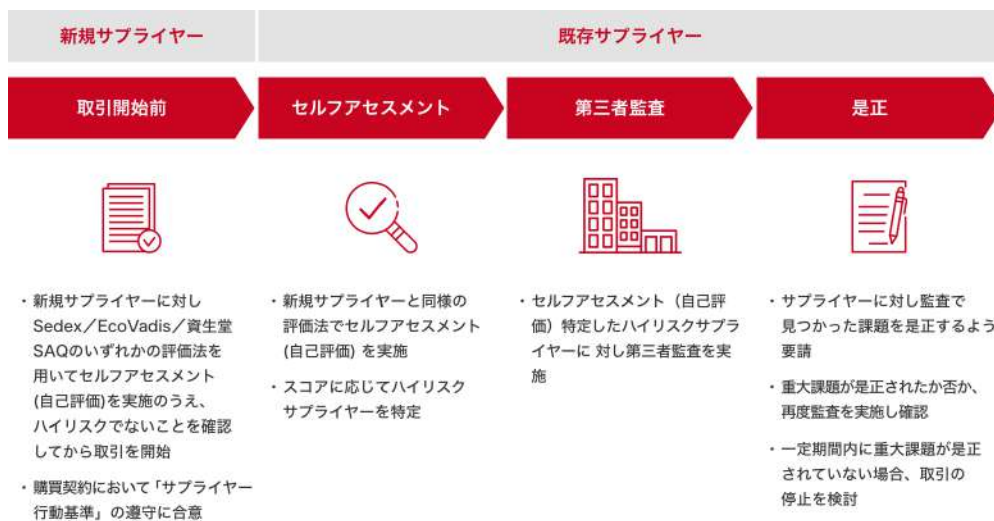 新規サプライヤー
既存サプライヤー
取引開始前
セルフアセスメント
第三者監査
是正
・新規サプライヤーに対し
Sedex／EcoVadis／資生堂
SAQのいずれかの評価法を
用いてセルフアセスメント
(自己評価)を実施のうえ、
ハイリスクでないことを確認
してから取引を開始
・購買契約において「サプライヤー
行動基準」の遵守に合意
・新規サプライヤーと同様の
評価法でセルフアセスメント
(自己評価) を実施
・スコアに応じてハイリスク
サプライヤーを特定
・セルフアセスメント（自己評
価）特定したハイリスクサプラ
イヤーに 対し第三者監査を実
施
・サプライヤーに対し監査で
見つかった課題を是正するよう
要請
・重大課題が是正されたか否か、
再度監査を実施し確認
・一定期間内に重大課題が是正
されていない場合、取引の
停止を検討